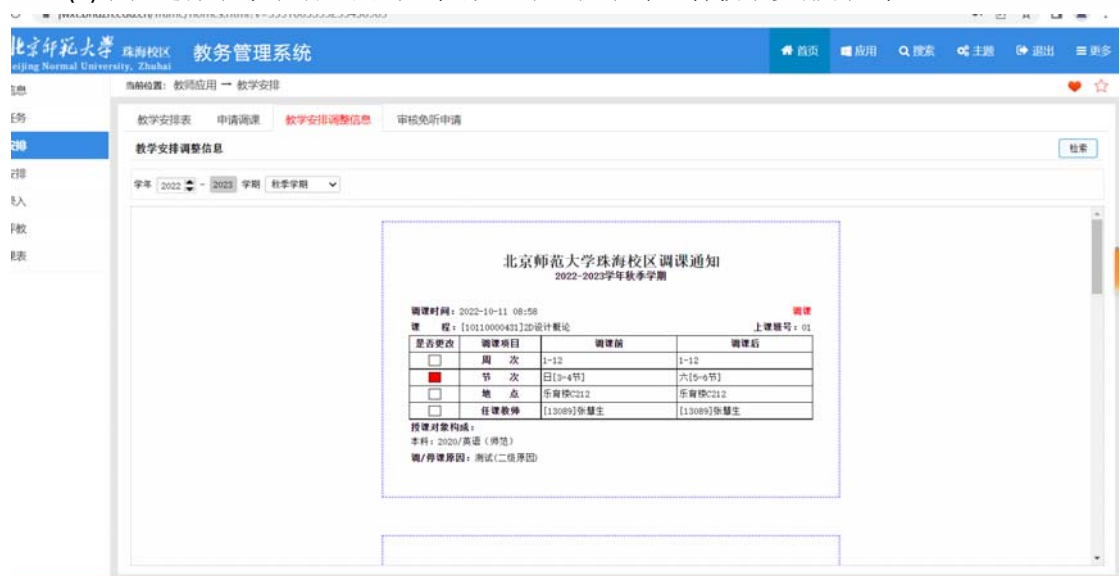 北京师范大学 珠海校区 教务管理系统
Beijing Normal University, Zhuhai
首页 应用 搜索 主题 退出 更多
当前位置: 教师应用 → 教学安排
教学安排表 申请调课 教学安排调整信息 审核免听申请
教学安排调整信息 检索
学年 2022 - 2023 学期 秋季学期
北京师范大学珠海校区调课通知
2022-2023学年秋季学期
调课时间: 2022-10-11 08:58 调课
课 程: [10110000431]2D设计概论 上课班号: 01
是否更改 调课项目 调课前 调课后
周 次 1-12 1-12
节 次 日[3-4节] 六[5-6节]
地 点 乐育楼C212 乐育楼C212
任课教师 [13089]张慧生 [13089]张慧生
授课对象构成:
本科: 2020/英语（师范）
调/停课原因: 测试(二级原因)